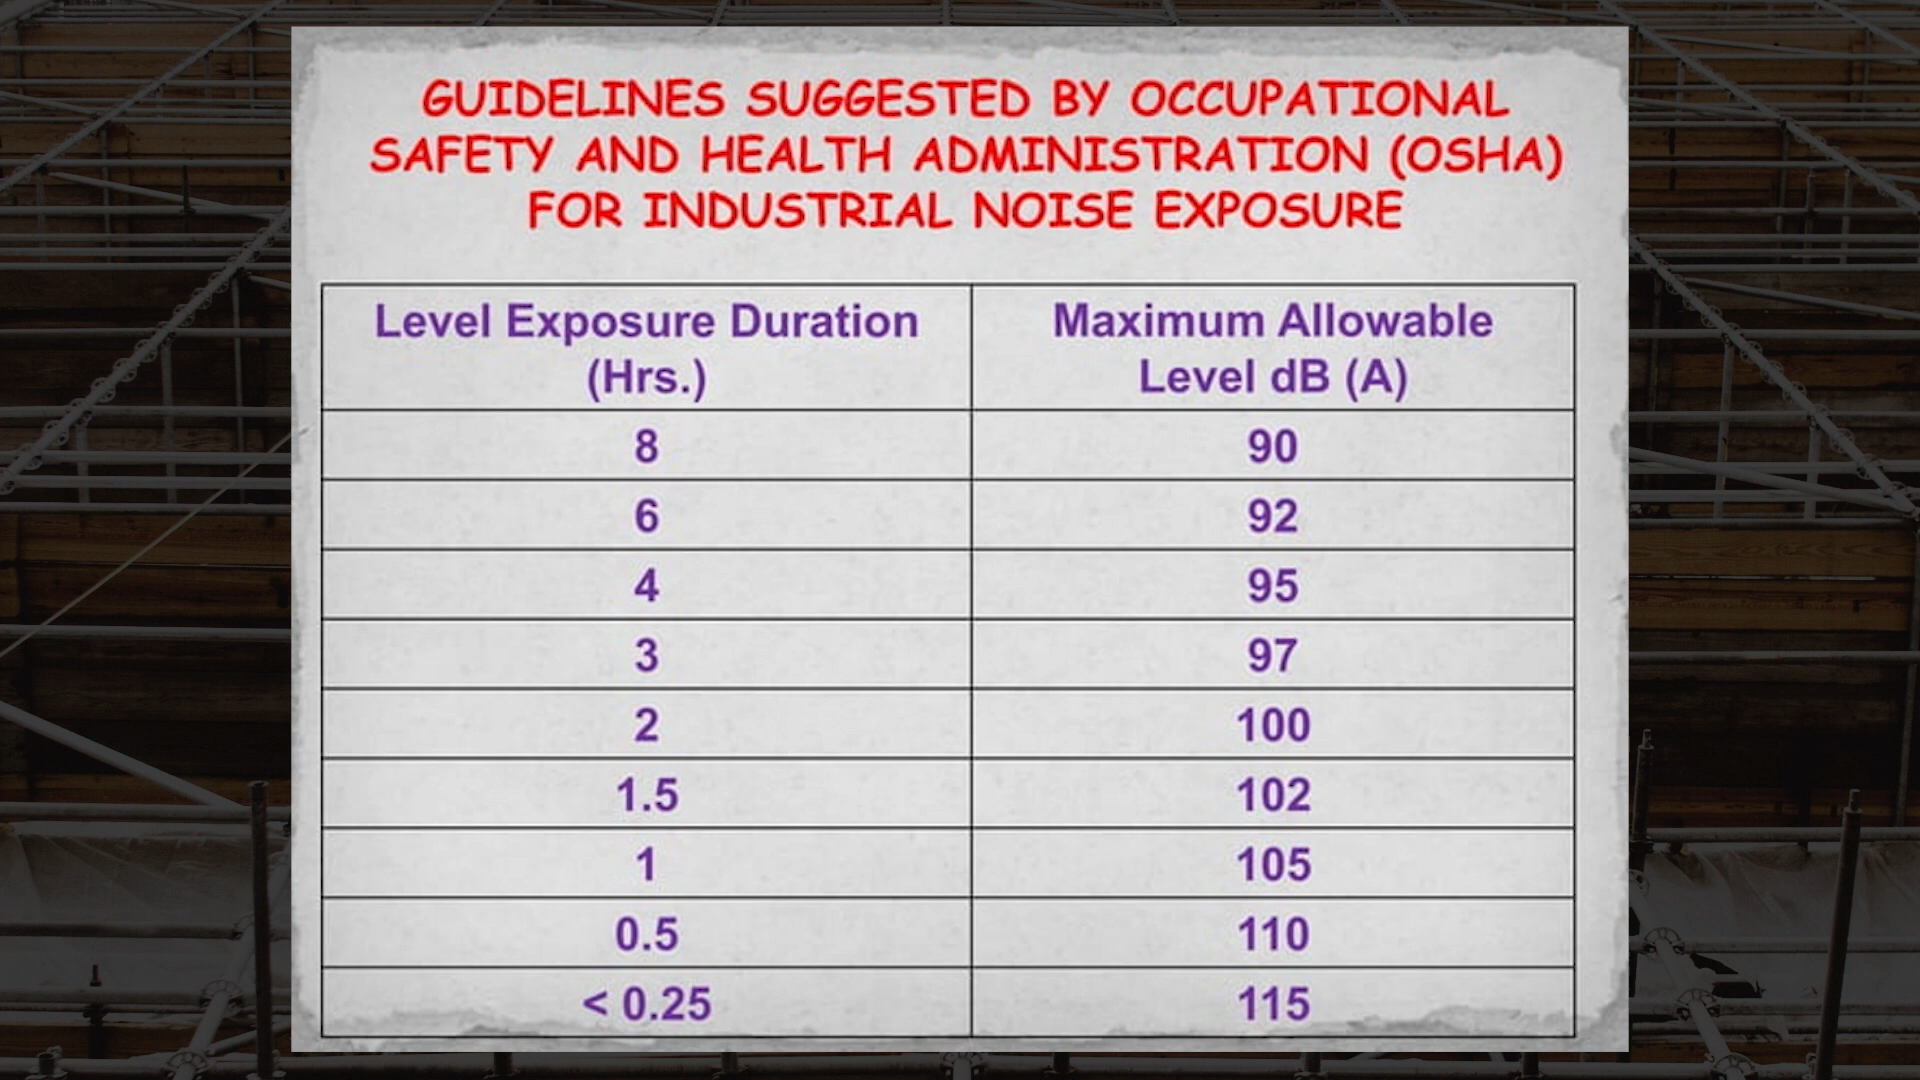 GUIDELINES SUGGESTED BY OCCUPATIONAL
SAFETY AND HEALTH ADMINISTRATION (OSHA)
FOR INDUSTRIAL NOISE EXPOSURE
Level Exposure Duration (Hrs.) Maximum Allowable Level dB (A)
8 90
6 92
4 95
3 97
2 100
1.5 102
1 105
0.5 110
< 0.25 115